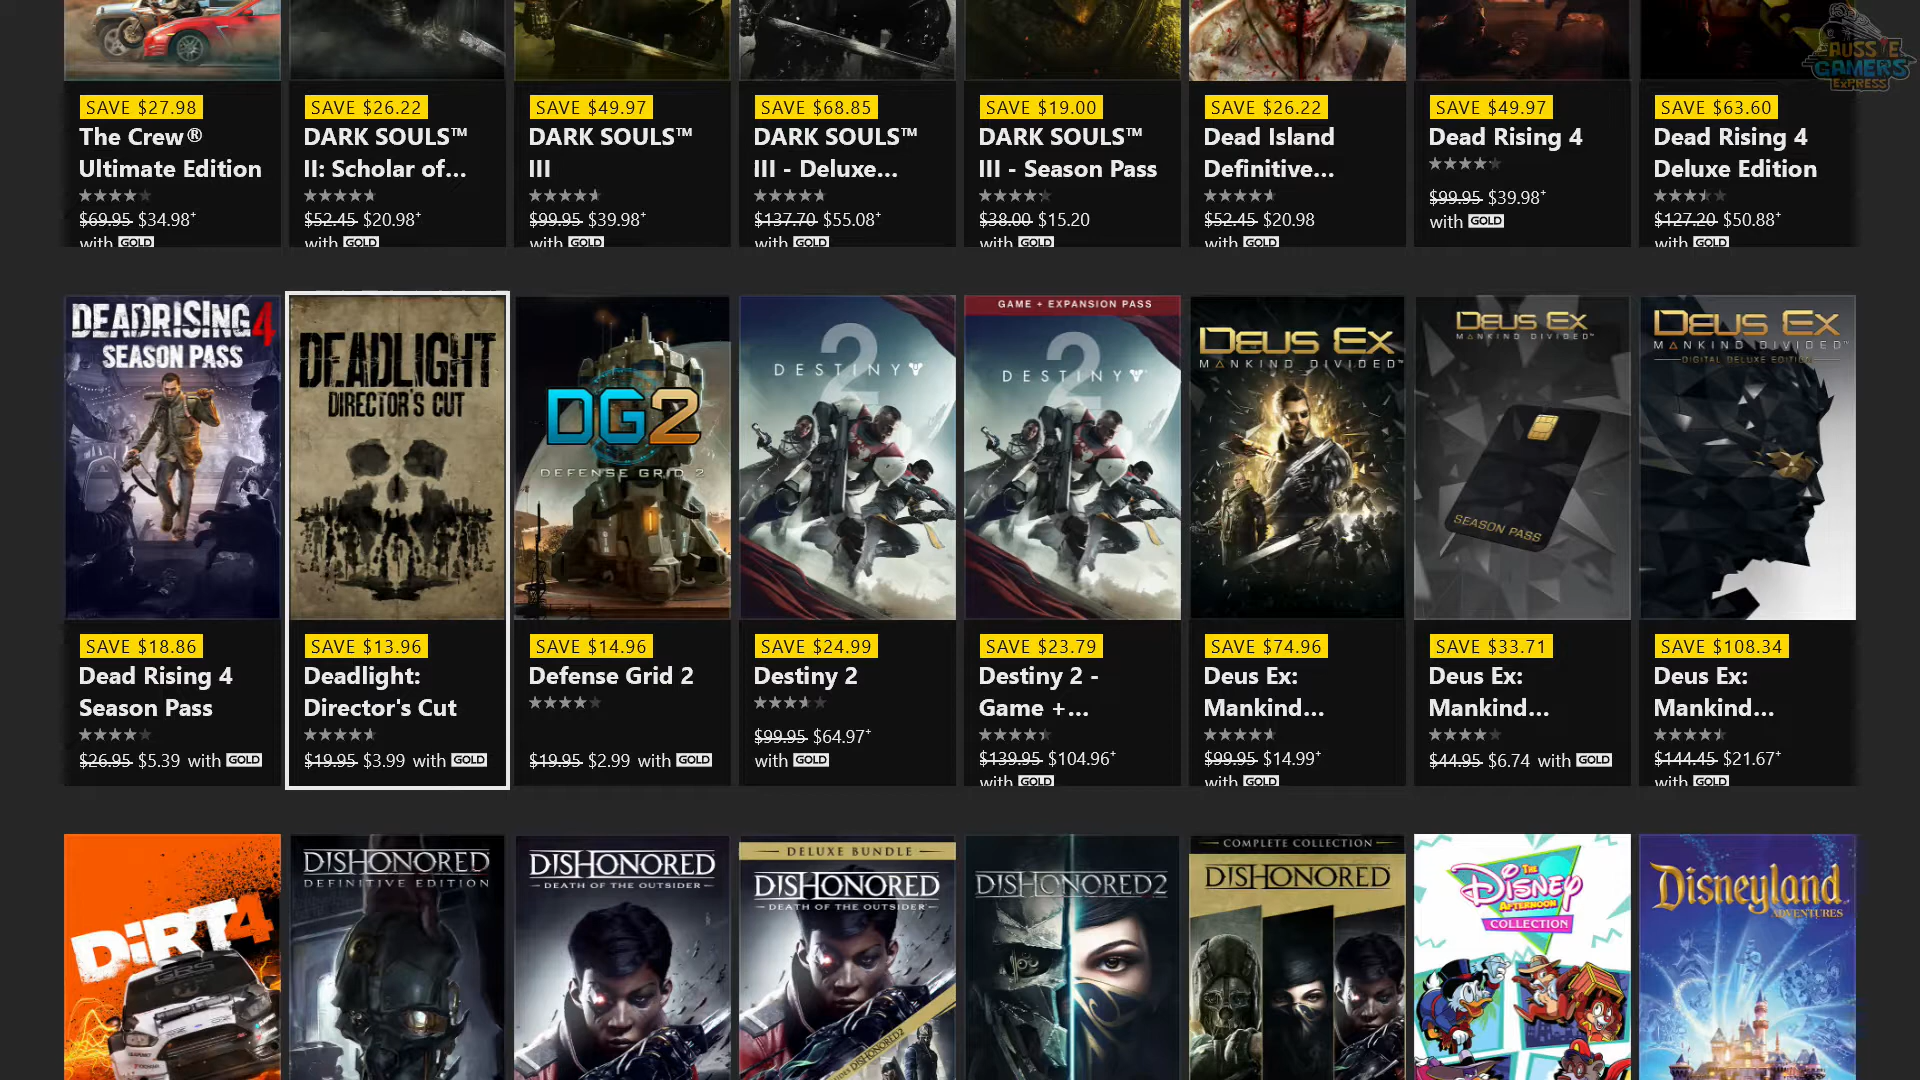 AUSSIE
GAMERS
EXPRESS
SAVE $27.98
The Crew®
Ultimate Edition
$69.95 $34.98+
with GOLD
SAVE $26.22
DARK SOULS™
II: Scholar of...
$52.45 $20.98+
with GOLD
SAVE $49.97
DARK SOULS™
III
$99.95 $39.98+
with GOLD
SAVE $68.85
DARK SOULS™
III - Deluxe...
$137.70 $55.08+
with GOLD
SAVE $19.00
DARK SOULS™
III - Season Pass
$38.00 $15.20
with GOLD
SAVE $26.22
Dead Island
Definitive...
$52.45 $20.98
with GOLD
SAVE $49.97
Dead Rising 4
$99.95 $39.98+
with GOLD
SAVE $63.60
Dead Rising 4
Deluxe Edition
$127.20 $50.88+
with GOLD
DEADRISING 4
SEASON PASS
SAVE $18.86
Dead Rising 4
Season Pass
$26.95 $5.39 with GOLD
DEADLIGHT
DIRECTOR'S CUT
SAVE $13.96
Deadlight:
Director's Cut
$19.95 $3.99 with GOLD
DG2
DEFENSE GRID 2
SAVE $14.96
Defense Grid 2
$19.95 $2.99 with GOLD
2
DESTINY
SAVE $24.99
Destiny 2
$99.95 $64.97+
with GOLD
GAME + EXPANSION PASS
2
DESTINY
SAVE $23.79
Destiny 2 -
Game +...
$139.95 $104.96+
with GOLD
DEUS EX
MANKIND DIVIDED™
SAVE $74.96
Deus Ex:
Mankind...
$99.95 $14.99+
with GOLD
DEUS EX
MANKIND DIVIDED™
SEASON PASS
SAVE $33.71
Deus Ex:
Mankind...
$44.95 $6.74 with GOLD
DEUS EX
MANKIND DIVIDED™
DIGITAL DELUXE EDITION
SAVE $108.34
Deus Ex:
Mankind...
$144.45 $21.67+
with GOLD
DiRT 4
DISHONORED
DEFINITIVE EDITION
DISHONORED
DEATH OF THE OUTSIDER
DELUXE BUNDLE
DISHONORED
DEATH OF THE OUTSIDER
DISHONORED 2
DISHONORED 2
COMPLETE COLLECTION
DISHONORED
THE
Disney
AFTERNOON
COLLECTION
Disneyland
ADVENTURES